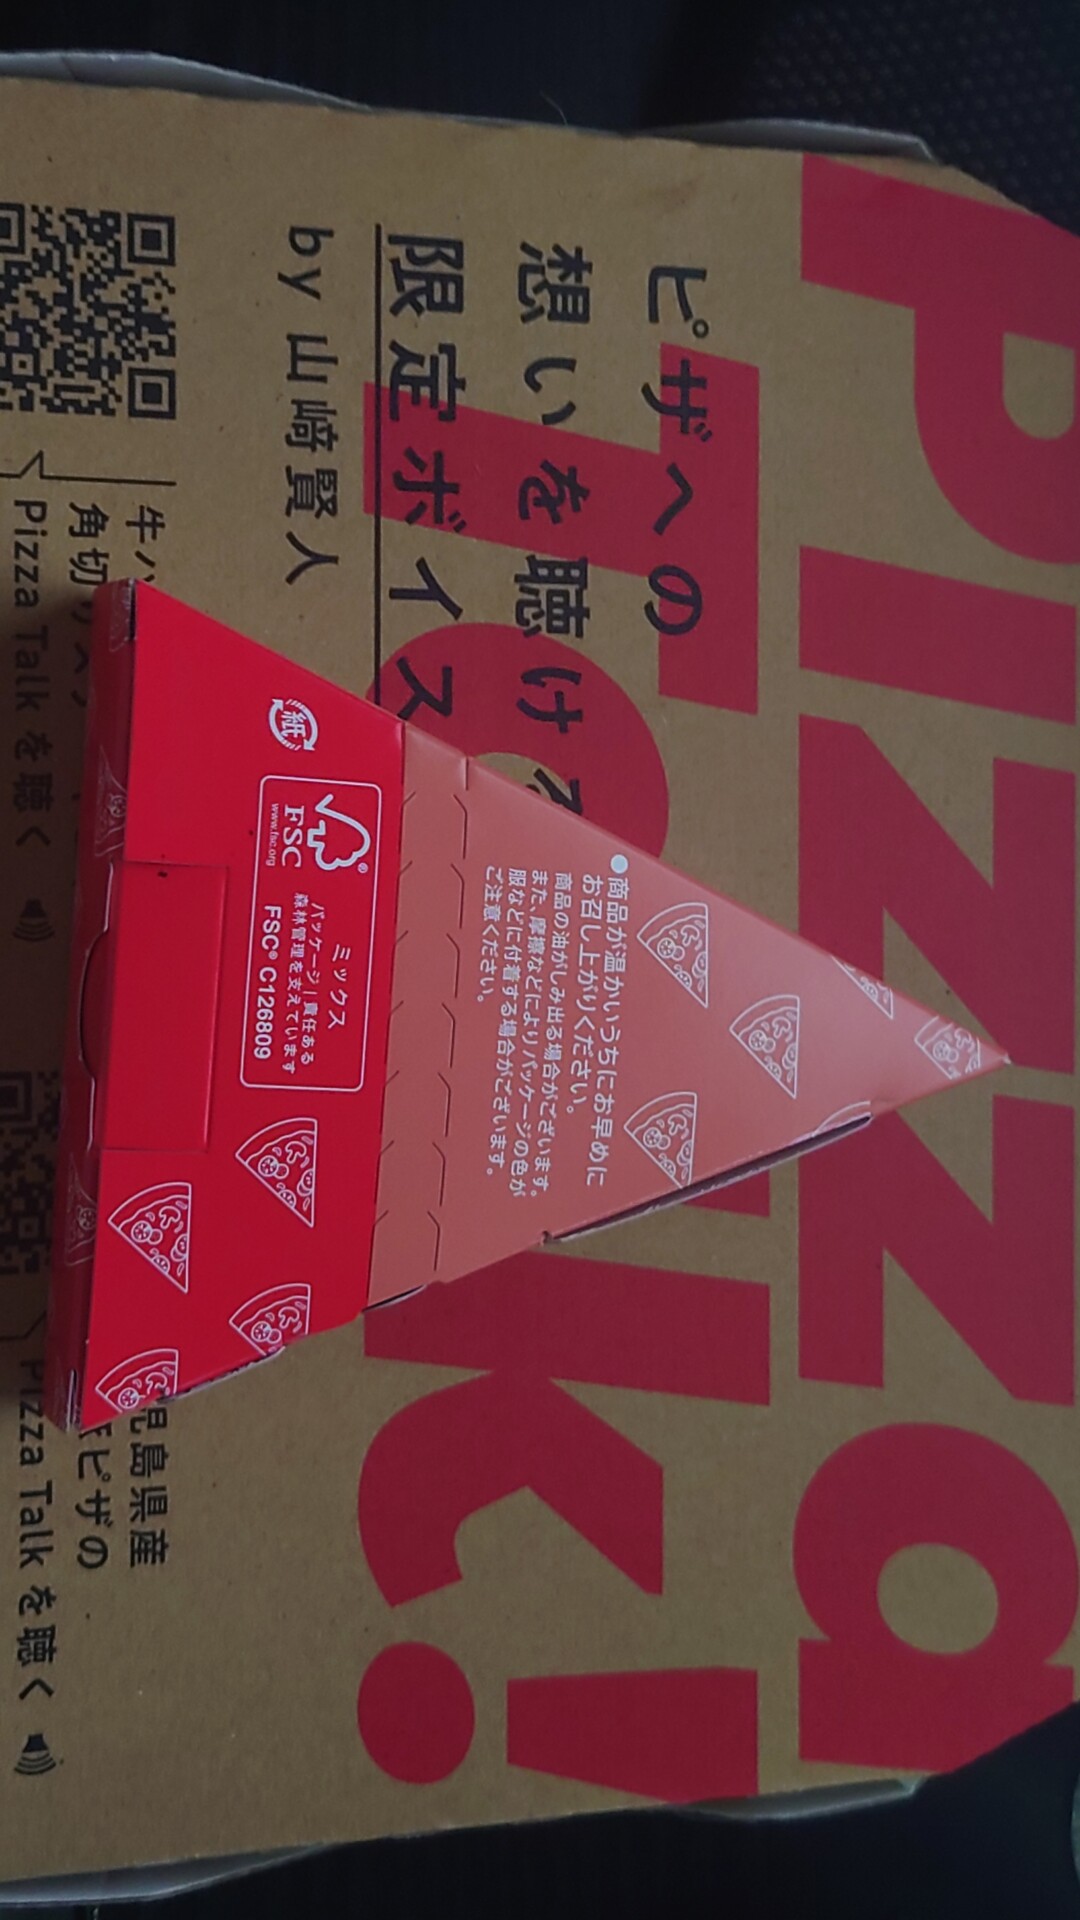 Pizza
Talk!
ピザへの
想いを聴ける
限定ボイス
by 山﨑賢人
牛ハ
角切
Pizza Talk を聴く
児島県産
ピザの
Pizza Talk を聴く
●商品が温かいうちにお早めに
お召し上がりください。
商品の油がしみ出る場合がございます。
また、摩擦などによりパッケージの色が
服などに付着する場合がございます。
ご注意ください。
紙
FSC®
www.fsc.org
ミックス
パッケージ | 責任ある
森林管理を支えています
FSC® C126809